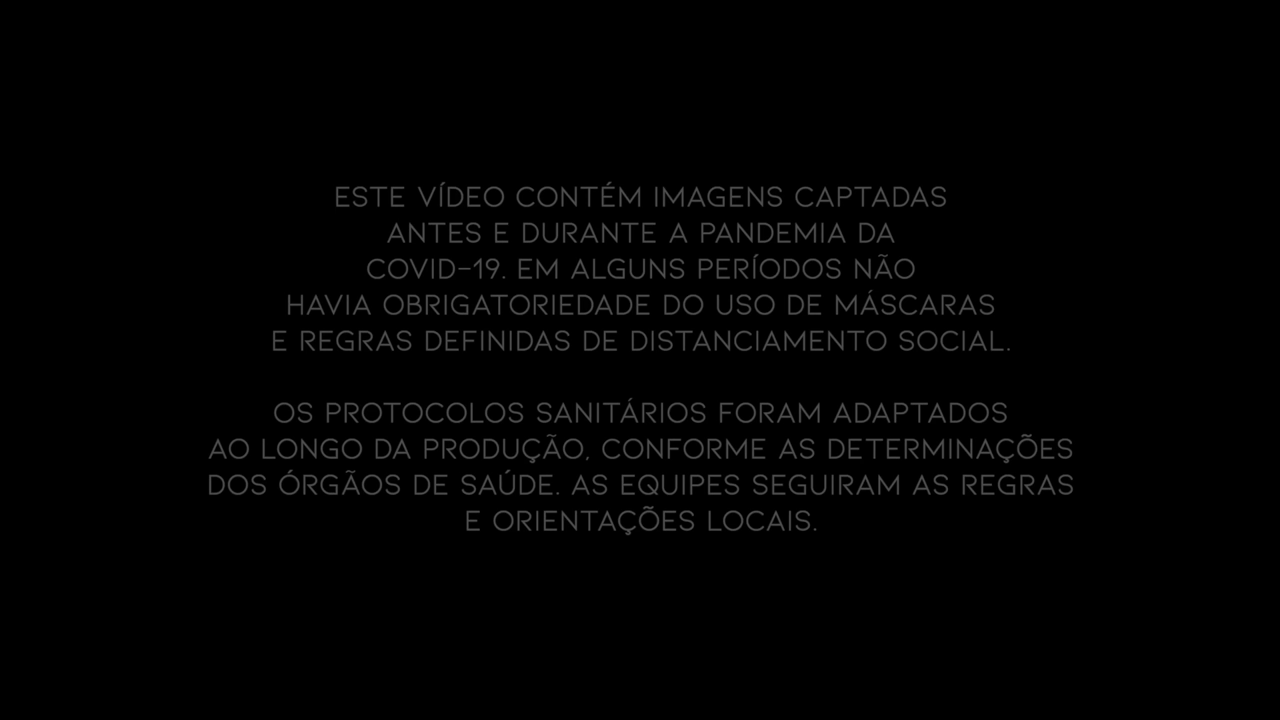 ESTE VÍDEO CONTÉM IMAGENS CAPTADAS
ANTES E DURANTE A PANDEMIA DA
COVID-19. EM ALGUNS PERÍODOS NÃO
HAVIA OBRIGATORIEDADE DO USO DE MÁSCARAS
E REGRAS DEFINIDAS DE DISTANCIAMENTO SOCIAL.
OS PROTOCOLOS SANITÁRIOS FORAM ADAPTADOS
AO LONGO DA PRODUÇÃO, CONFORME AS DETERMINAÇÕES
DOS ÓRGÃOS DE SAÚDE. AS EQUIPES SEGUIRAM AS REGRAS
E ORIENTAÇÕES LOCAIS.